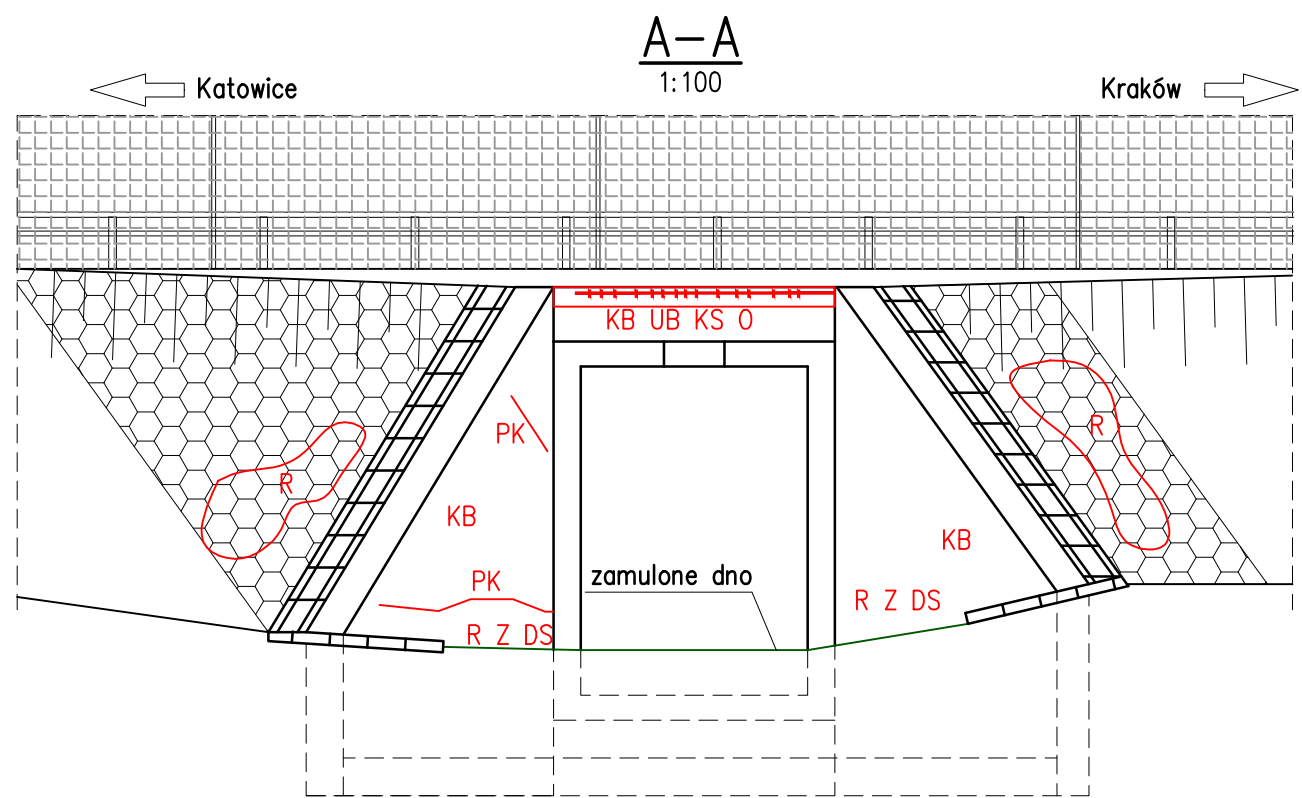 A-A
1:100
Katowice
Kraków
KB UB KS O
R
PK
R
KB
KB
PK
zamulone dno
R Z DS
R Z DS